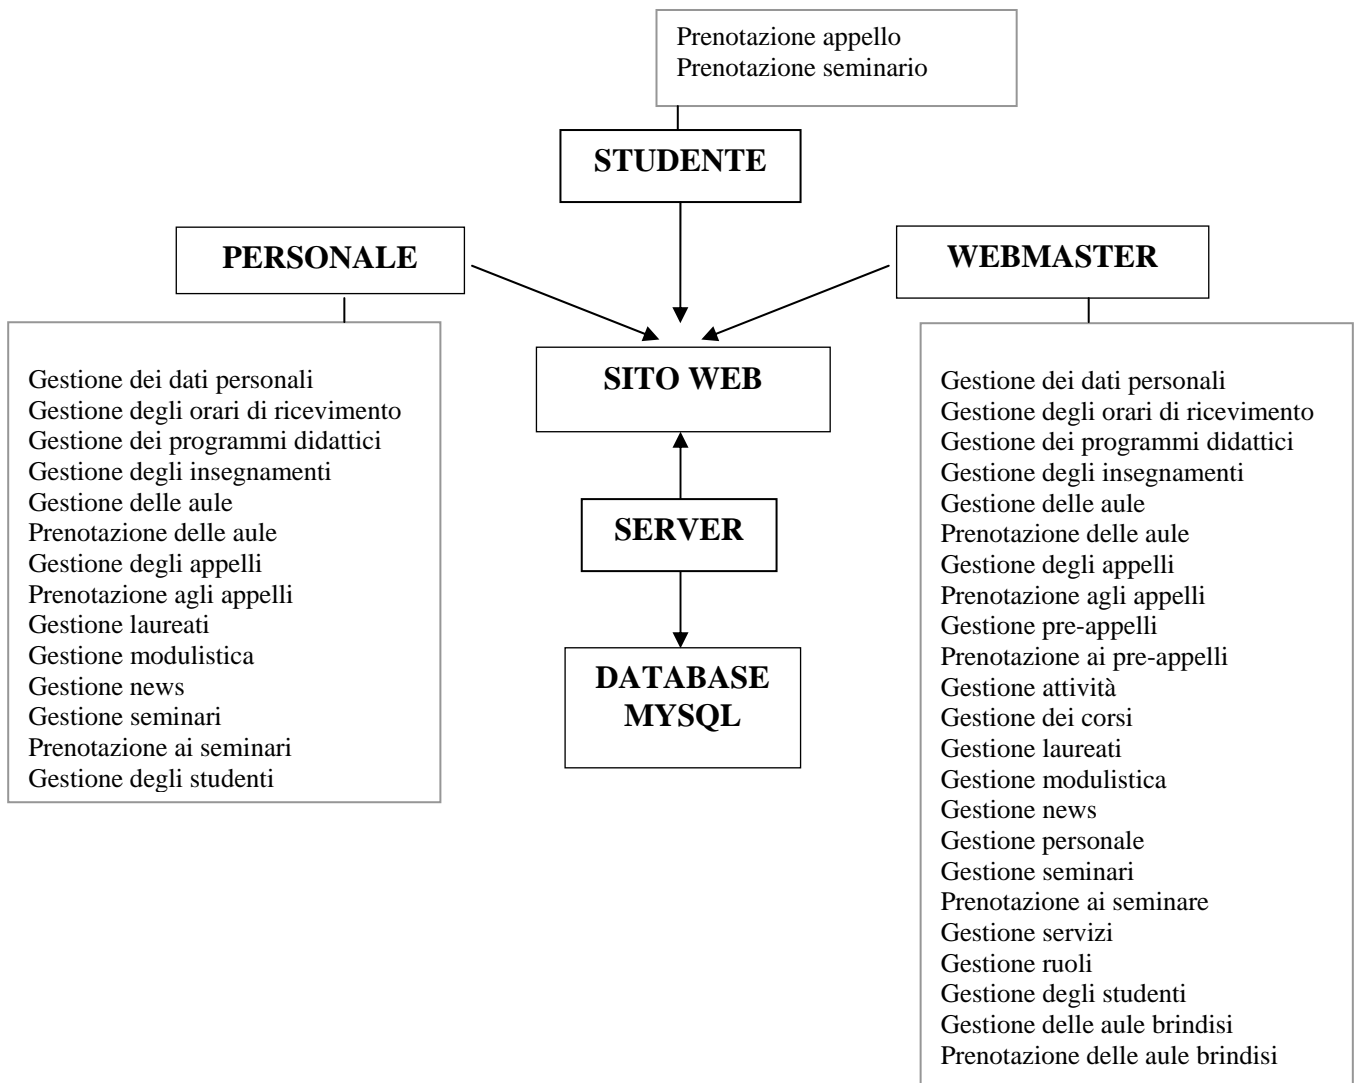 Prenotazione appello
Prenotazione seminario
STUDENTE
PERSONALE
WEBMASTER
Gestione dei dati personali
Gestione degli orari di ricevimento
Gestione dei programmi didattici
Gestione degli insegnamenti
Gestione delle aule
Prenotazione delle aule
Gestione degli appelli
Prenotazione agli appelli
Gestione laureati
Gestione modulistica
Gestione news
Gestione seminari
Prenotazione ai seminari
Gestione degli studenti
SITO WEB
SERVER
DATABASE
MYSQL
Gestione dei dati personali
Gestione degli orari di ricevimento
Gestione dei programmi didattici
Gestione degli insegnamenti
Gestione delle aule
Prenotazione delle aule
Gestione degli appelli
Prenotazione agli appelli
Gestione pre-appelli
Prenotazione ai pre-appelli
Gestione attività
Gestione dei corsi
Gestione laureati
Gestione modulistica
Gestione news
Gestione personale
Gestione seminari
Prenotazione ai seminare
Gestione servizi
Gestione ruoli
Gestione degli studenti
Gestione delle aule brindisi
Prenotazione delle aule brindisi